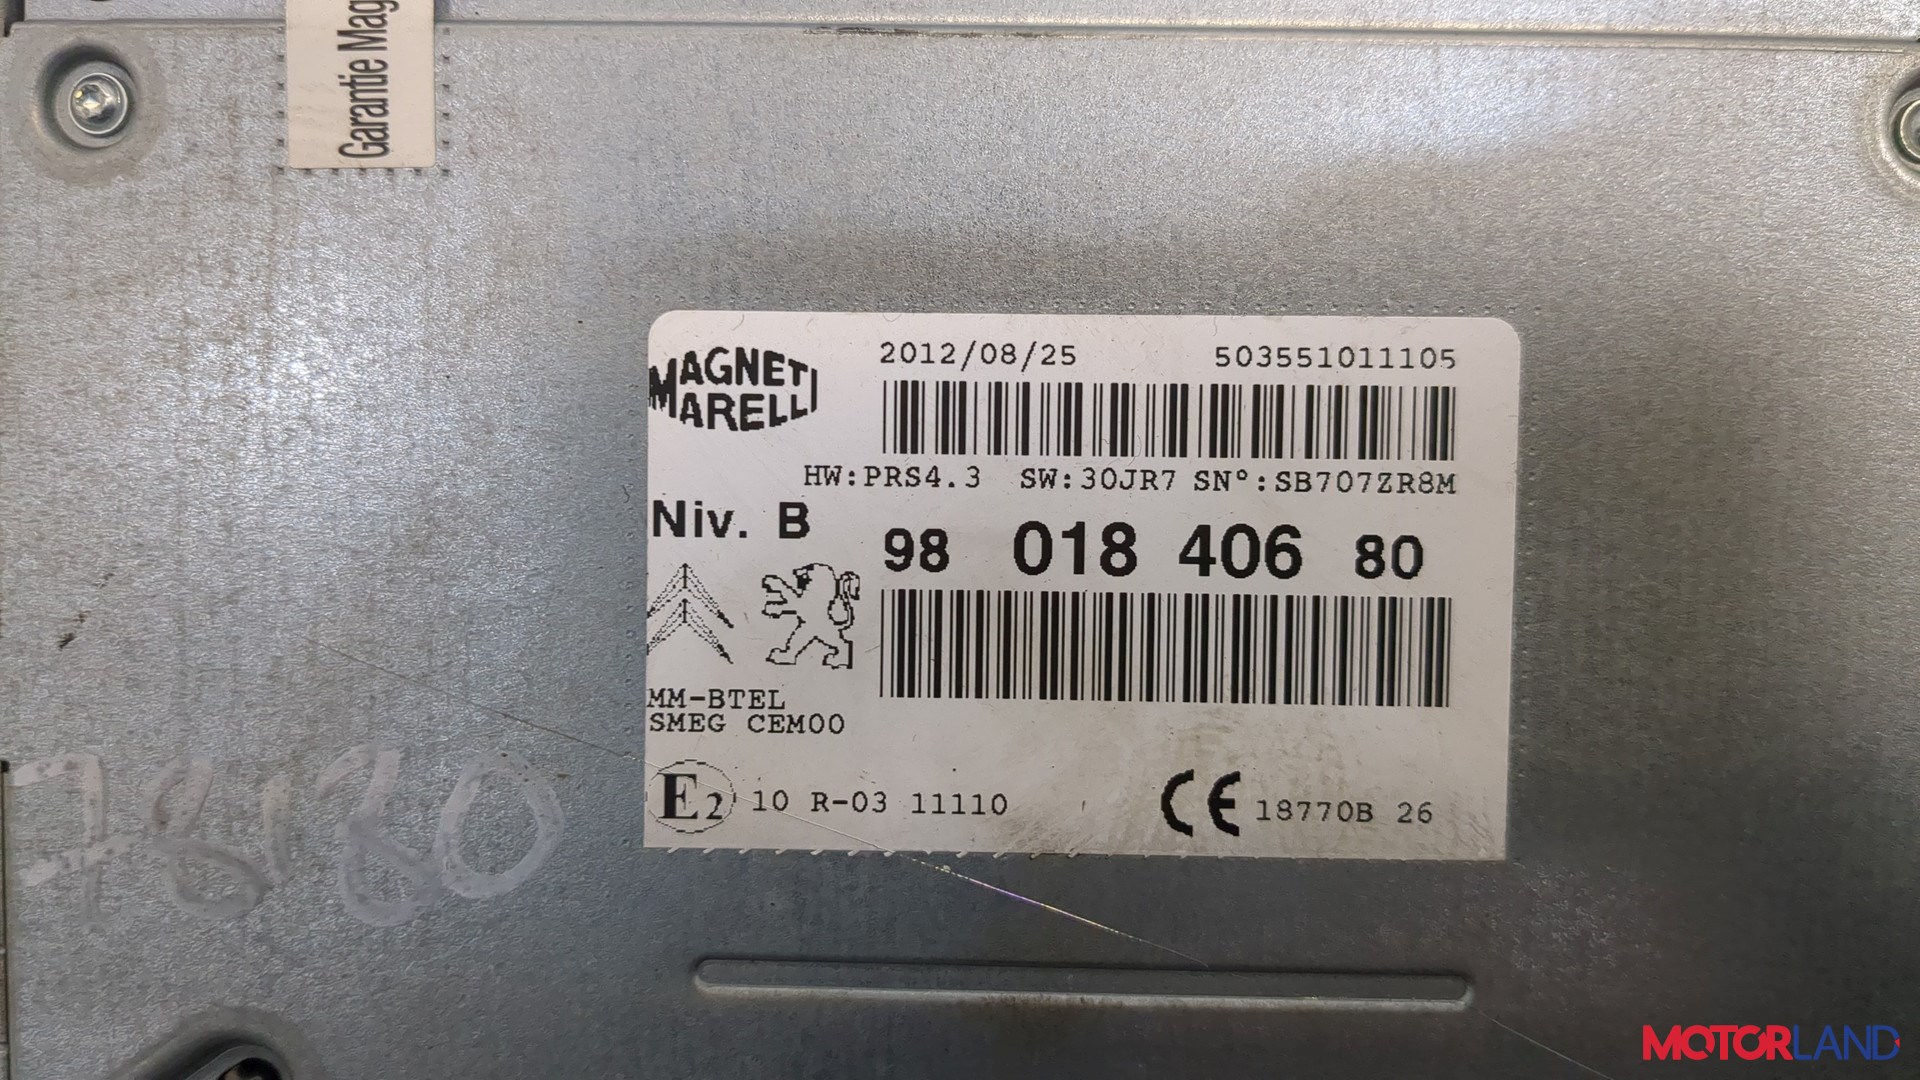 Garantie Mag
MAGNETI
MARELLI
2012/08/25 503551011105
HW:PRS4.3 SW:30JR7 SN°:SB707ZR8M
Niv. B
98 018 406 80
MM-BTEL
SMEG CEM00
E2 10 R-03 11110
CE 18770B 26
78180
MOTORLAND